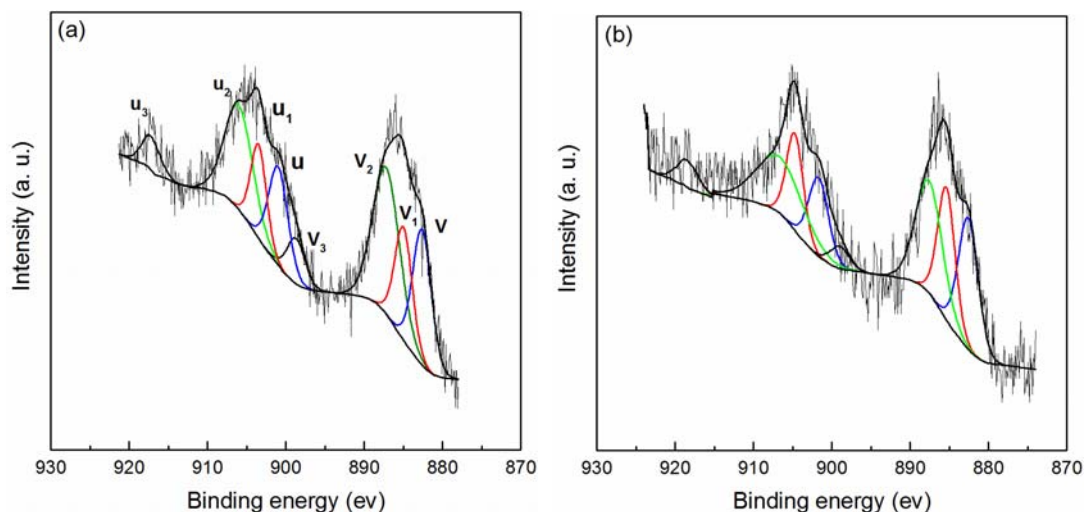 (a)
u3
u2
u1
u
V3
V2
V1
V
Intensity (a. u.)
930 920 910 900 890 880 870
Binding energy (ev)
(b)
Intensity (a. u.)
930 920 910 900 890 880 870
Binding energy (ev)